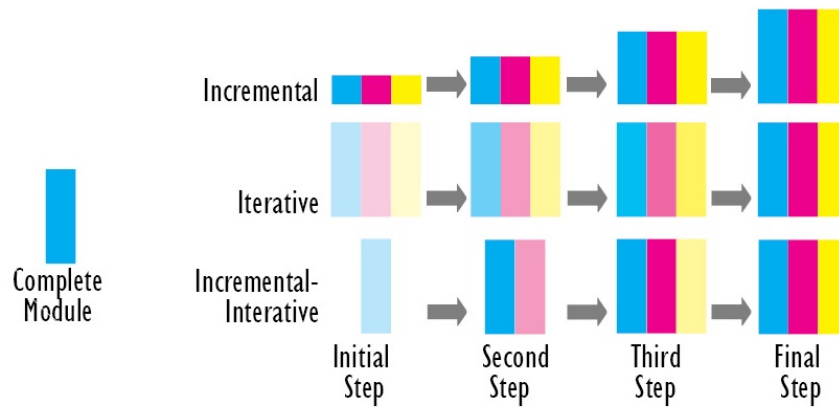 Incremental
Iterative
Complete
Module
Incremental-
Interative
Initial
Step
Second
Step
Third
Step
Final
Step